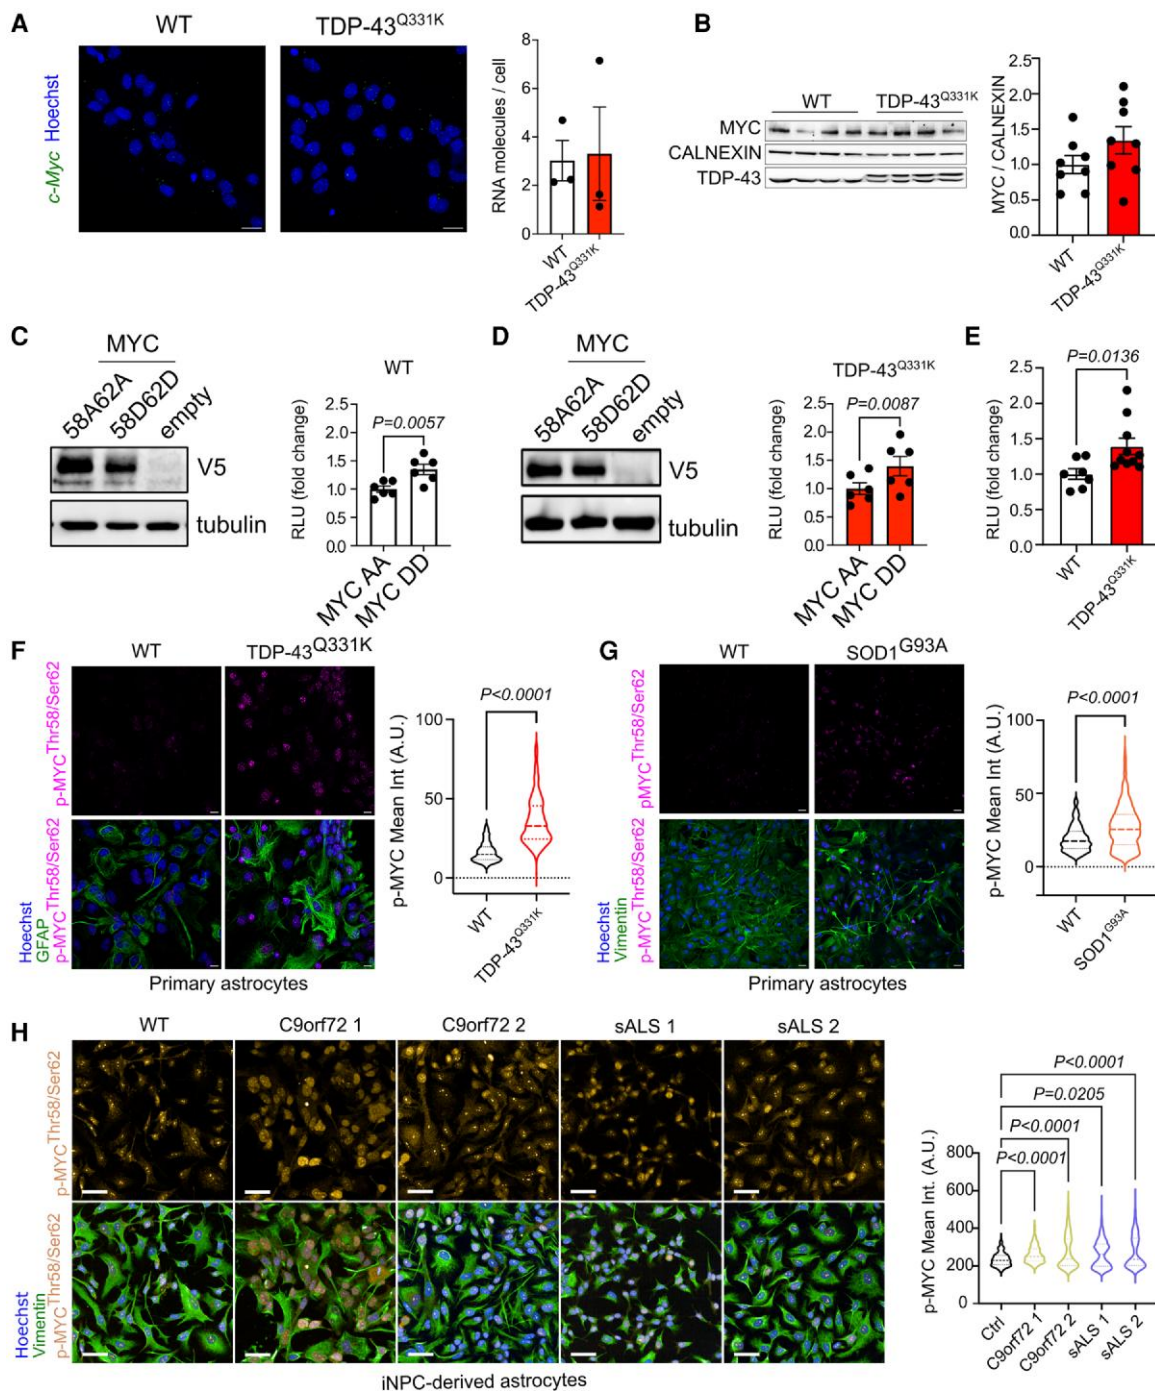 A
WT
TDP-43Q331K
c-Myc Hoechst
RNA molecules / cell
8
6
4
2
0
WT
TDP-43Q331K
B
WT
TDP-43Q331K
MYC
CALNEXIN
TDP-43
MYC / CALNEXIN
2.5
2.0
1.5
1.0
0.5
0.0
WT
TDP-43Q331K
C
MYC
58A62A
58D62D
empty
V5
tubulin
WT
P=0.0057
RLU (fold change)
2.5
2.0
1.5
1.0
0.5
0.0
MYC AA
MYC DD
D
MYC
58A62A
58D62D
empty
V5
tubulin
TDP-43Q331K
P=0.0087
RLU (fold change)
2.5
2.0
1.5
1.0
0.5
0.0
MYC AA
MYC DD
E
P=0.0136
RLU (fold change)
2.5
2.0
1.5
1.0
0.5
0.0
WT
TDP-43Q331K
F
WT
TDP-43Q331K
p-MYCThr58/Ser62
Hoechst
GFAP
p-MYCThr58/Ser62
Primary astrocytes
P<0.0001
p-MYC Mean Int (A.U.)
100
50
0
WT
TDP-43Q331K
G
WT
SOD1G93A
pMYCThr58/Ser62
Hoechst
Vimentin
p-MYCThr58/Ser62
Primary astrocytes
P<0.0001
p-MYC Mean Int (A.U.)
100
50
0
WT
SOD1G93A
H
WT
C9orf72 1
C9orf72 2
sALS 1
sALS 2
p-MYCThr58/Ser62
Hoechst
Vimentin
p-MYCThr58/Ser62
iNPC-derived astrocytes
P<0.0001
P=0.0205
P<0.0001
P<0.0001
p-MYC Mean Int. (A.U.)
800
600
400
200
0
Ctrl
C9orf72 1
C9orf72 2
sALS 1
sALS 2